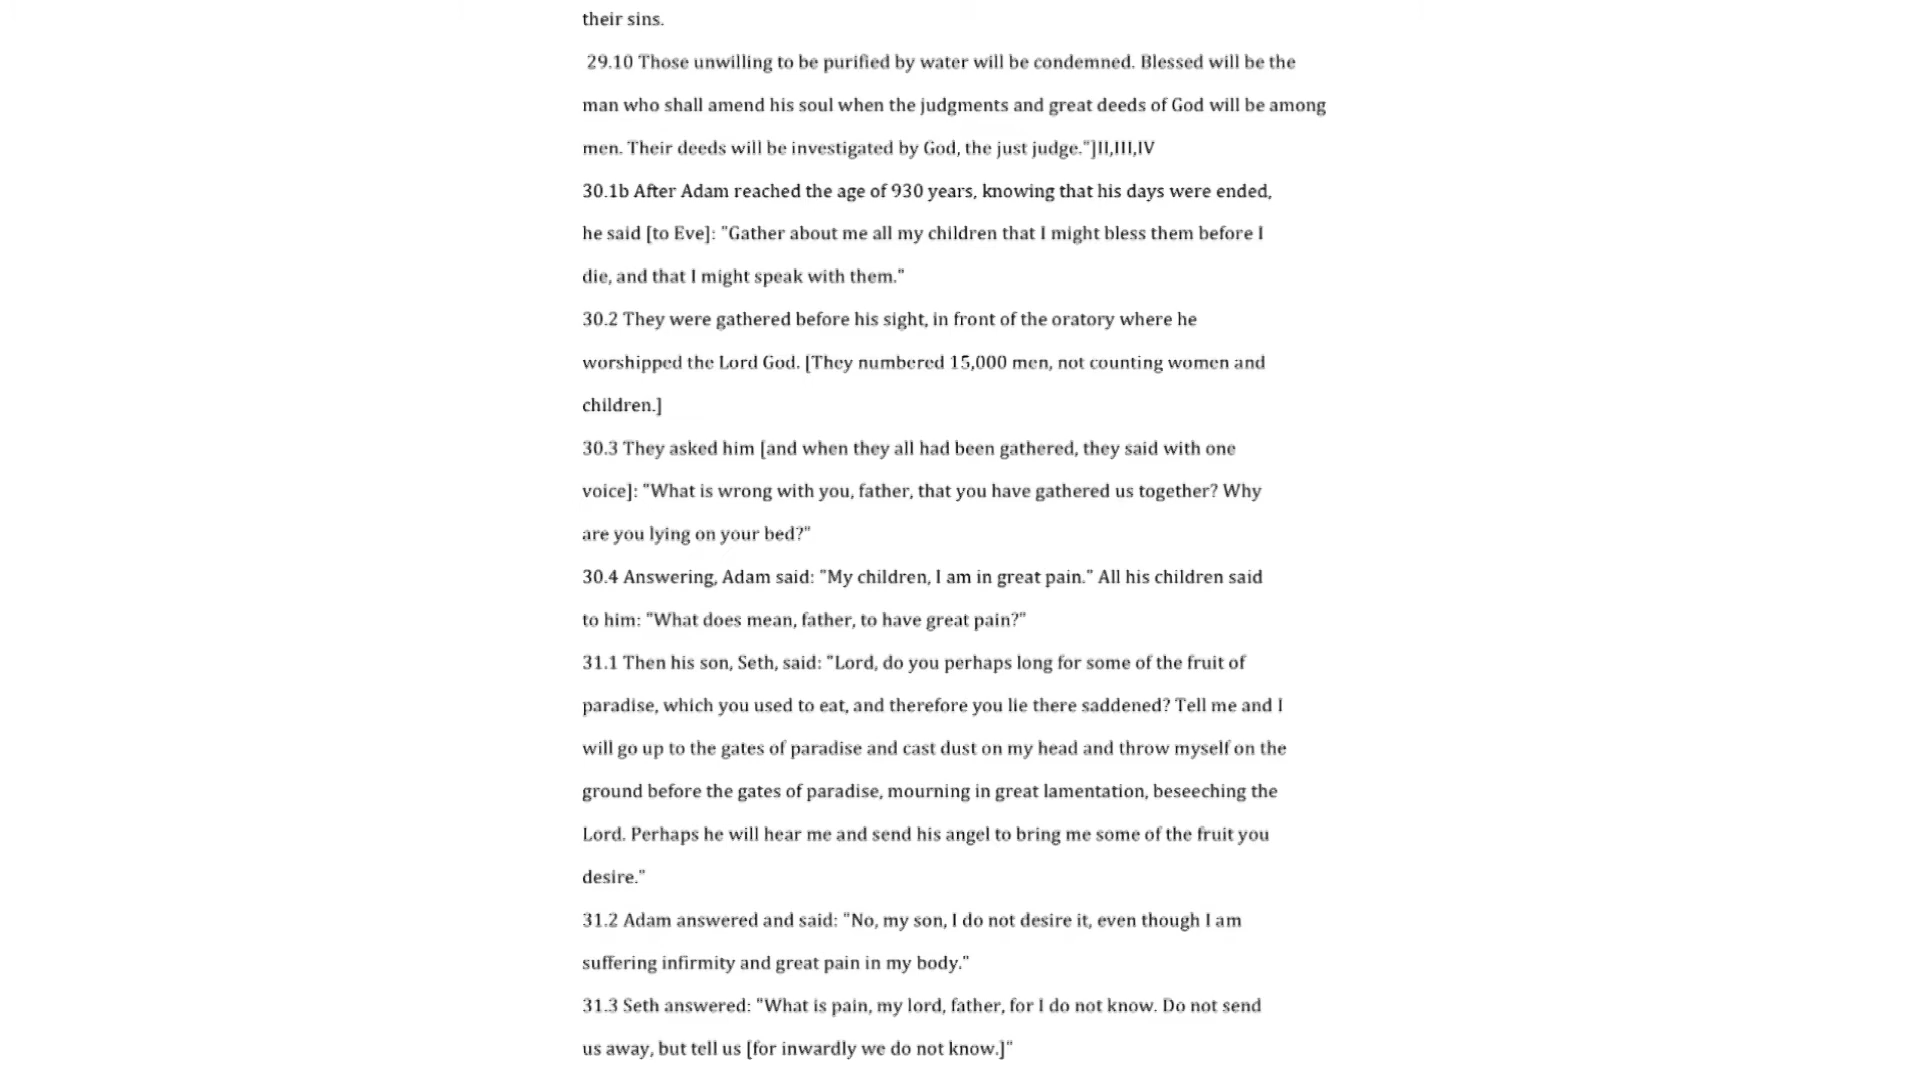 their sins.
29.10 Those unwilling to be purified by water will be condemned. Blessed will be the
man who shall amend his soul when the judgments and great deeds of God will be among
men. Their deeds will be investigated by God, the just judge."]II,III,IV
30.1b After Adam reached the age of 930 years, knowing that his days were ended,
he said [to Eve]: "Gather about me all my children that I might bless them before I
die, and that I might speak with them."
30.2 They were gathered before his sight, in front of the oratory where he
worshipped the Lord God. [They numbered 15,000 men, not counting women and
children.]
30.3 They asked him [and when they all had been gathered, they said with one
voice]: "What is wrong with you, father, that you have gathered us together? Why
are you lying on your bed?"
30.4 Answering, Adam said: "My children, I am in great pain." All his children said
to him: "What does mean, father, to have great pain?"
31.1 Then his son, Seth, said: "Lord, do you perhaps long for some of the fruit of
paradise, which you used to eat, and therefore you lie there saddened? Tell me and I
will go up to the gates of paradise and cast dust on my head and throw myself on the
ground before the gates of paradise, mourning in great lamentation, beseeching the
Lord. Perhaps he will hear me and send his angel to bring me some of the fruit you
desire."
31.2 Adam answered and said: "No, my son, I do not desire it, even though I am
suffering infirmity and great pain in my body."
31.3 Seth answered: "What is pain, my lord, father, for I do not know. Do not send
us away, but tell us [for inwardly we do not know.]"